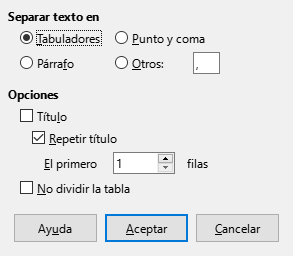 Separar texto en
Tabuladores Punto y coma
Párrafo Otros: ,
Opciones
Título
Repetir título
El primero 1 filas
No dividir la tabla
Ayuda Aceptar Cancelar